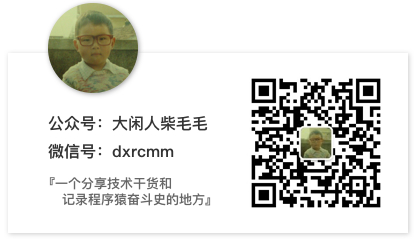 公众号：大闲人柴毛毛
微信号：dxrcmm
『一个分享技术干货和
记录程序猿奋斗史的地方』